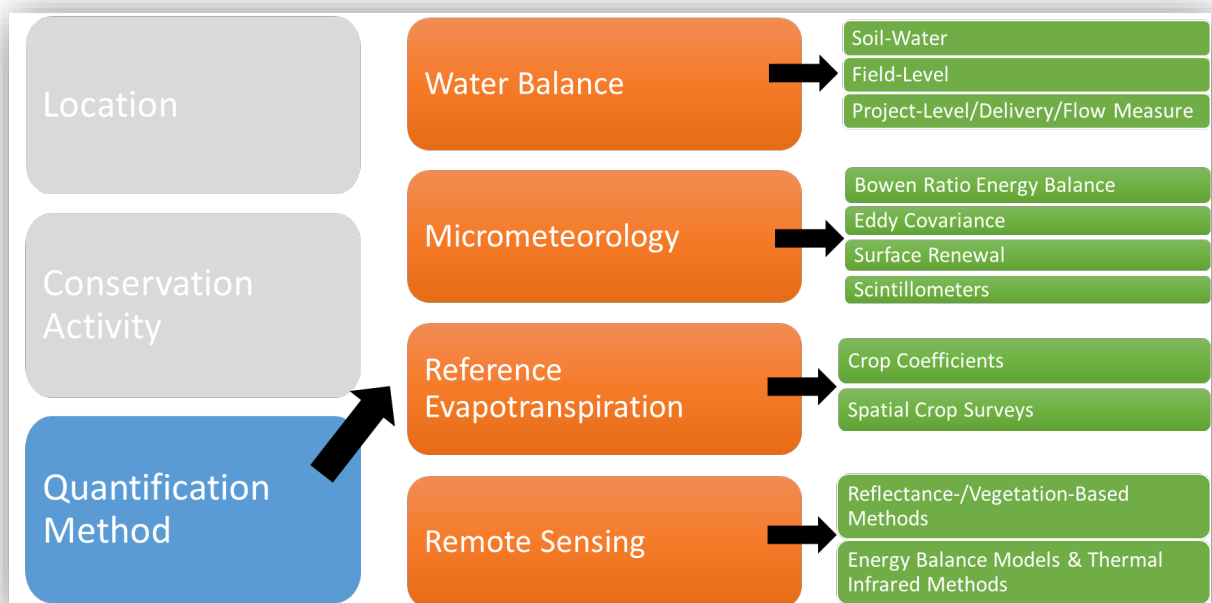 Location
Conservation
Activity
Quantification
Method
Water Balance
Soil-Water
Field-Level
Project-Level/Delivery/Flow Measure
Micrometeorology
Bowen Ratio Energy Balance
Eddy Covariance
Surface Renewal
Scintillometers
Reference
Evapotranspiration
Crop Coefficients
Spatial Crop Surveys
Remote Sensing
Reflectance-/Vegetation-Based
Methods
Energy Balance Models & Thermal
Infrared Methods